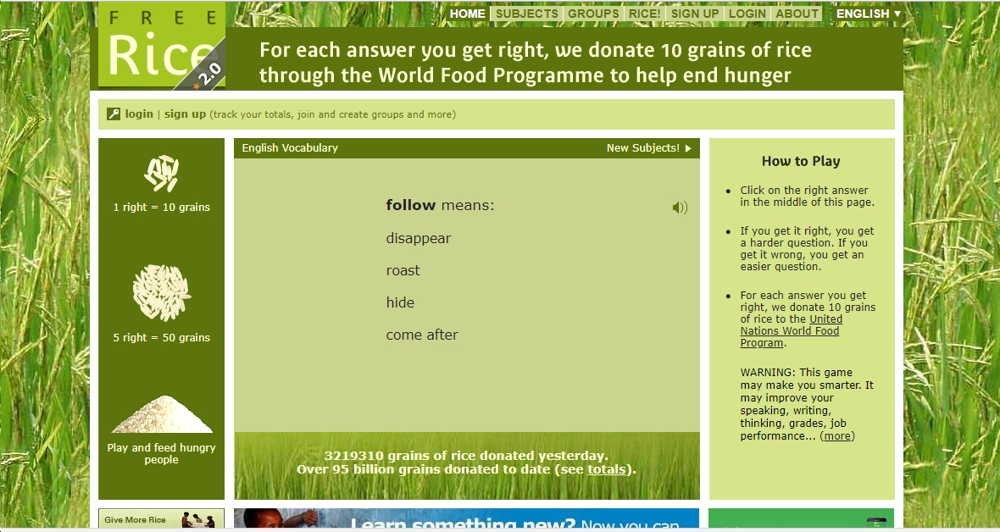 FREE
Rice
2.0
HOME SUBJECTS GROUPS RICE! SIGN UP LOGIN ABOUT ENGLISH ▼
For each answer you get right, we donate 10 grains of rice
through the World Food Programme to help end hunger
login | sign up (track your totals, join and create groups and more)
1 right = 10 grains
5 right = 50 grains
Play and feed hungry
people
English Vocabulary
New Subjects! ►
follow means:
disappear
roast
hide
come after
3219310 grains of rice donated yesterday.
Over 95 billion grains donated to date (see totals).
How to Play
• Click on the right answer
in the middle of this page.
• If you get it right, you get
a harder question. If you
get it wrong, you get an
easier question.
• For each answer you get
right, we donate 10 grains
of rice to the United
Nations World Food
Program.
WARNING: This game
may make you smarter. It
may improve your
speaking, writing,
thinking, grades, job
performance... (more)
Give More Rice
Learn something new? Now you can